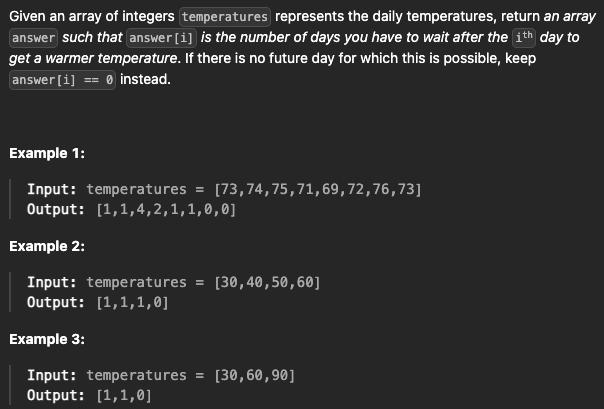 Given an array of integers temperatures represents the daily temperatures, return an array
answer such that answer[i] is the number of days you have to wait after the ith day to
get a warmer temperature. If there is no future day for which this is possible, keep
answer[i] == 0 instead.
Example 1:
Input: temperatures = [73,74,75,71,69,72,76,73]
Output: [1,1,4,2,1,1,0,0]
Example 2:
Input: temperatures = [30,40,50,60]
Output: [1,1,1,0]
Example 3:
Input: temperatures = [30,60,90]
Output: [1,1,0]